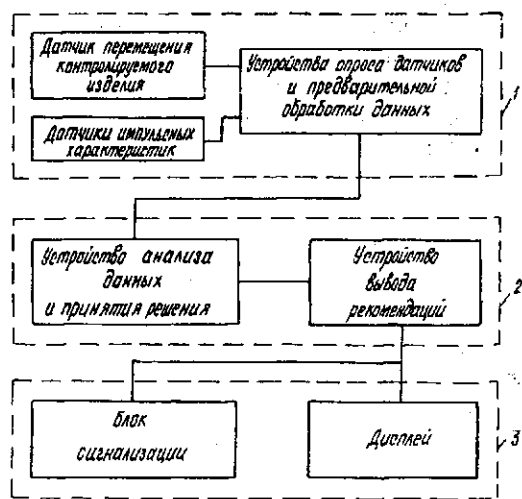 Датчик перемещения
контролируемого
изделия
Устройства опроса датчиков
и предварительной
обработки данных
Датчики импульсных
характеристик
1
Устройство анализа
данных
и принятия решения
Устройство
вывода
рекомендаций
2
Блок
сигнализации
Дисплей
3